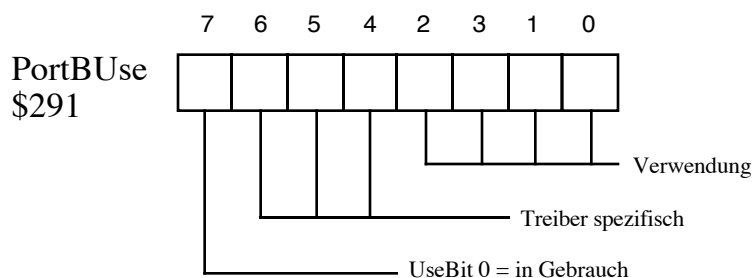 7 6 5 4 2 3 1 0
PortBUse
$291
Verwendung
Treiber spezifisch
UseBit 0 = in Gebrauch